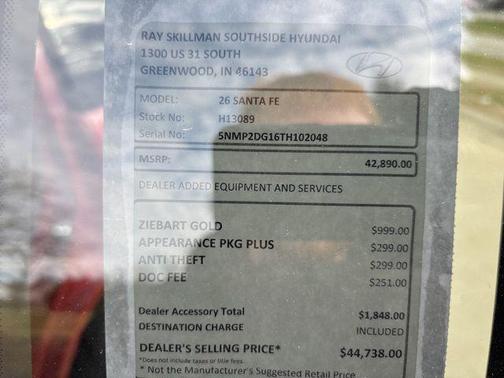 RAY SKILLMAN SOUTHSIDE HYUNDAI
1300 US 31 SOUTH
GREENWOOD, IN 46143
MODEL: 26 SANTA FE
Stock No: H13089
Serial No: 5NMP2DG16TH102048
MSRP: 42,890.00
DEALER ADDED EQUIPMENT AND SERVICES
ZIEBART GOLD $999.00
APPEARANCE PKG PLUS $299.00
ANTI THEFT $299.00
DOC FEE $251.00
Dealer Accessory Total $1,848.00
DESTINATION CHARGE INCLUDED
DEALER'S SELLING PRICE* $44,738.00
*Does not include taxes or title fees
* Not the Manufacturer's Suggested Retail Price